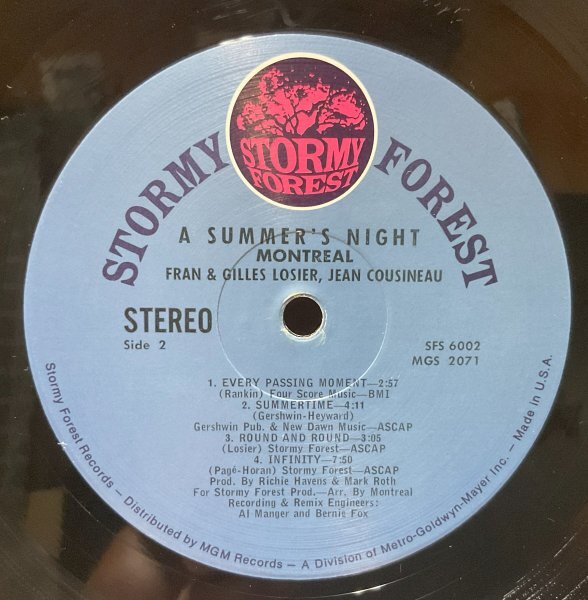 STORMY
FOREST
STORMY FOREST
A SUMMER'S NIGHT
MONTREAL
FRAN & GILLES LOSIER, JEAN COUSINEAU
STEREO
Side 2
SFS 6002
MGS 2071
1. EVERY PASSING MOMENT—2:57
(Rankin) Four Score Music—BMI
2. SUMMERTIME—4:11
(Gershwin-Heyward)
Gershwin Pub. & New Dawn Music—ASCAP
3. ROUND AND ROUND—3:05
(Losier) Stormy Forest—ASCAP
4. INFINITY—7:50
(Pagé-Horan) Stormy Forest—ASCAP
Prod. By Richie Havens & Mark Roth
For Stormy Forest Prod.—Arr. By Montreal
Recording & Remix Engineers:
Al Manger and Bernie Fox
Stormy Forest Records — Distributed by MGM Records — A Division of Metro-Goldwyn-Mayer Inc. — Made in U.S.A.